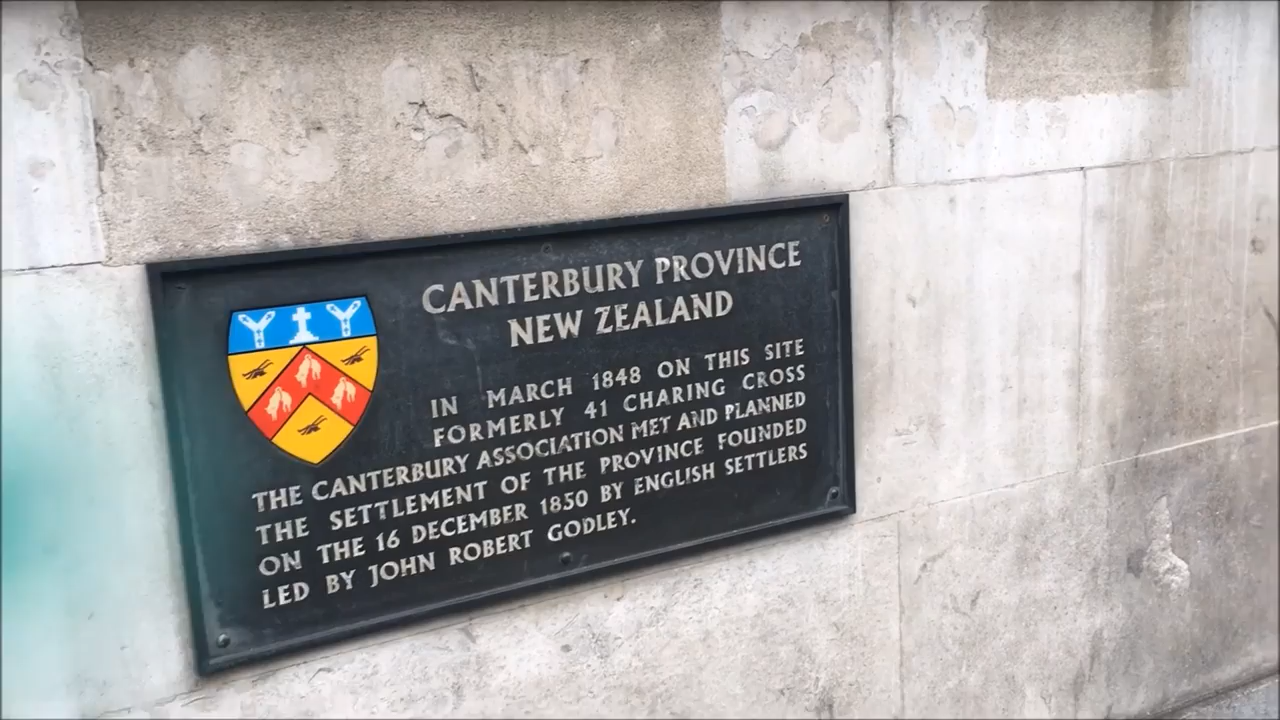 CANTERBURY PROVINCE
NEW ZEALAND
IN MARCH 1848 ON THIS SITE
FORMERLY 41 CHARING CROSS
THE CANTERBURY ASSOCIATION MET AND PLANNED
THE SETTLEMENT OF THE PROVINCE FOUNDED
ON THE 16 DECEMBER 1850 BY ENGLISH SETTLERS
LED BY JOHN ROBERT GODLEY.